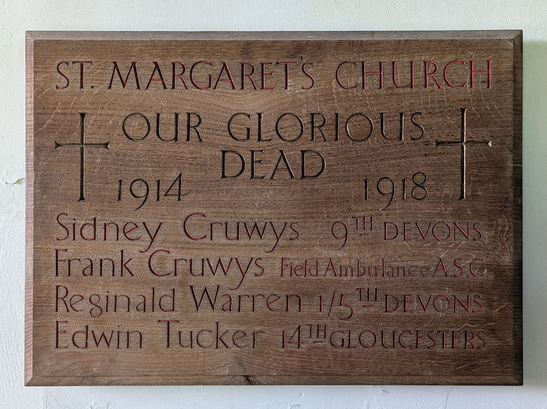 ST. MARGARET'S CHURCH
OUR GLORIOUS
DEAD
1914 1918
Sidney Cruwys 9TH DEVONS
Frank Cruwys Field Ambulance A.S.C.
Reginald Warren 1/5TH DEVONS
Edwin Tucker 14TH GLOUCESTERS